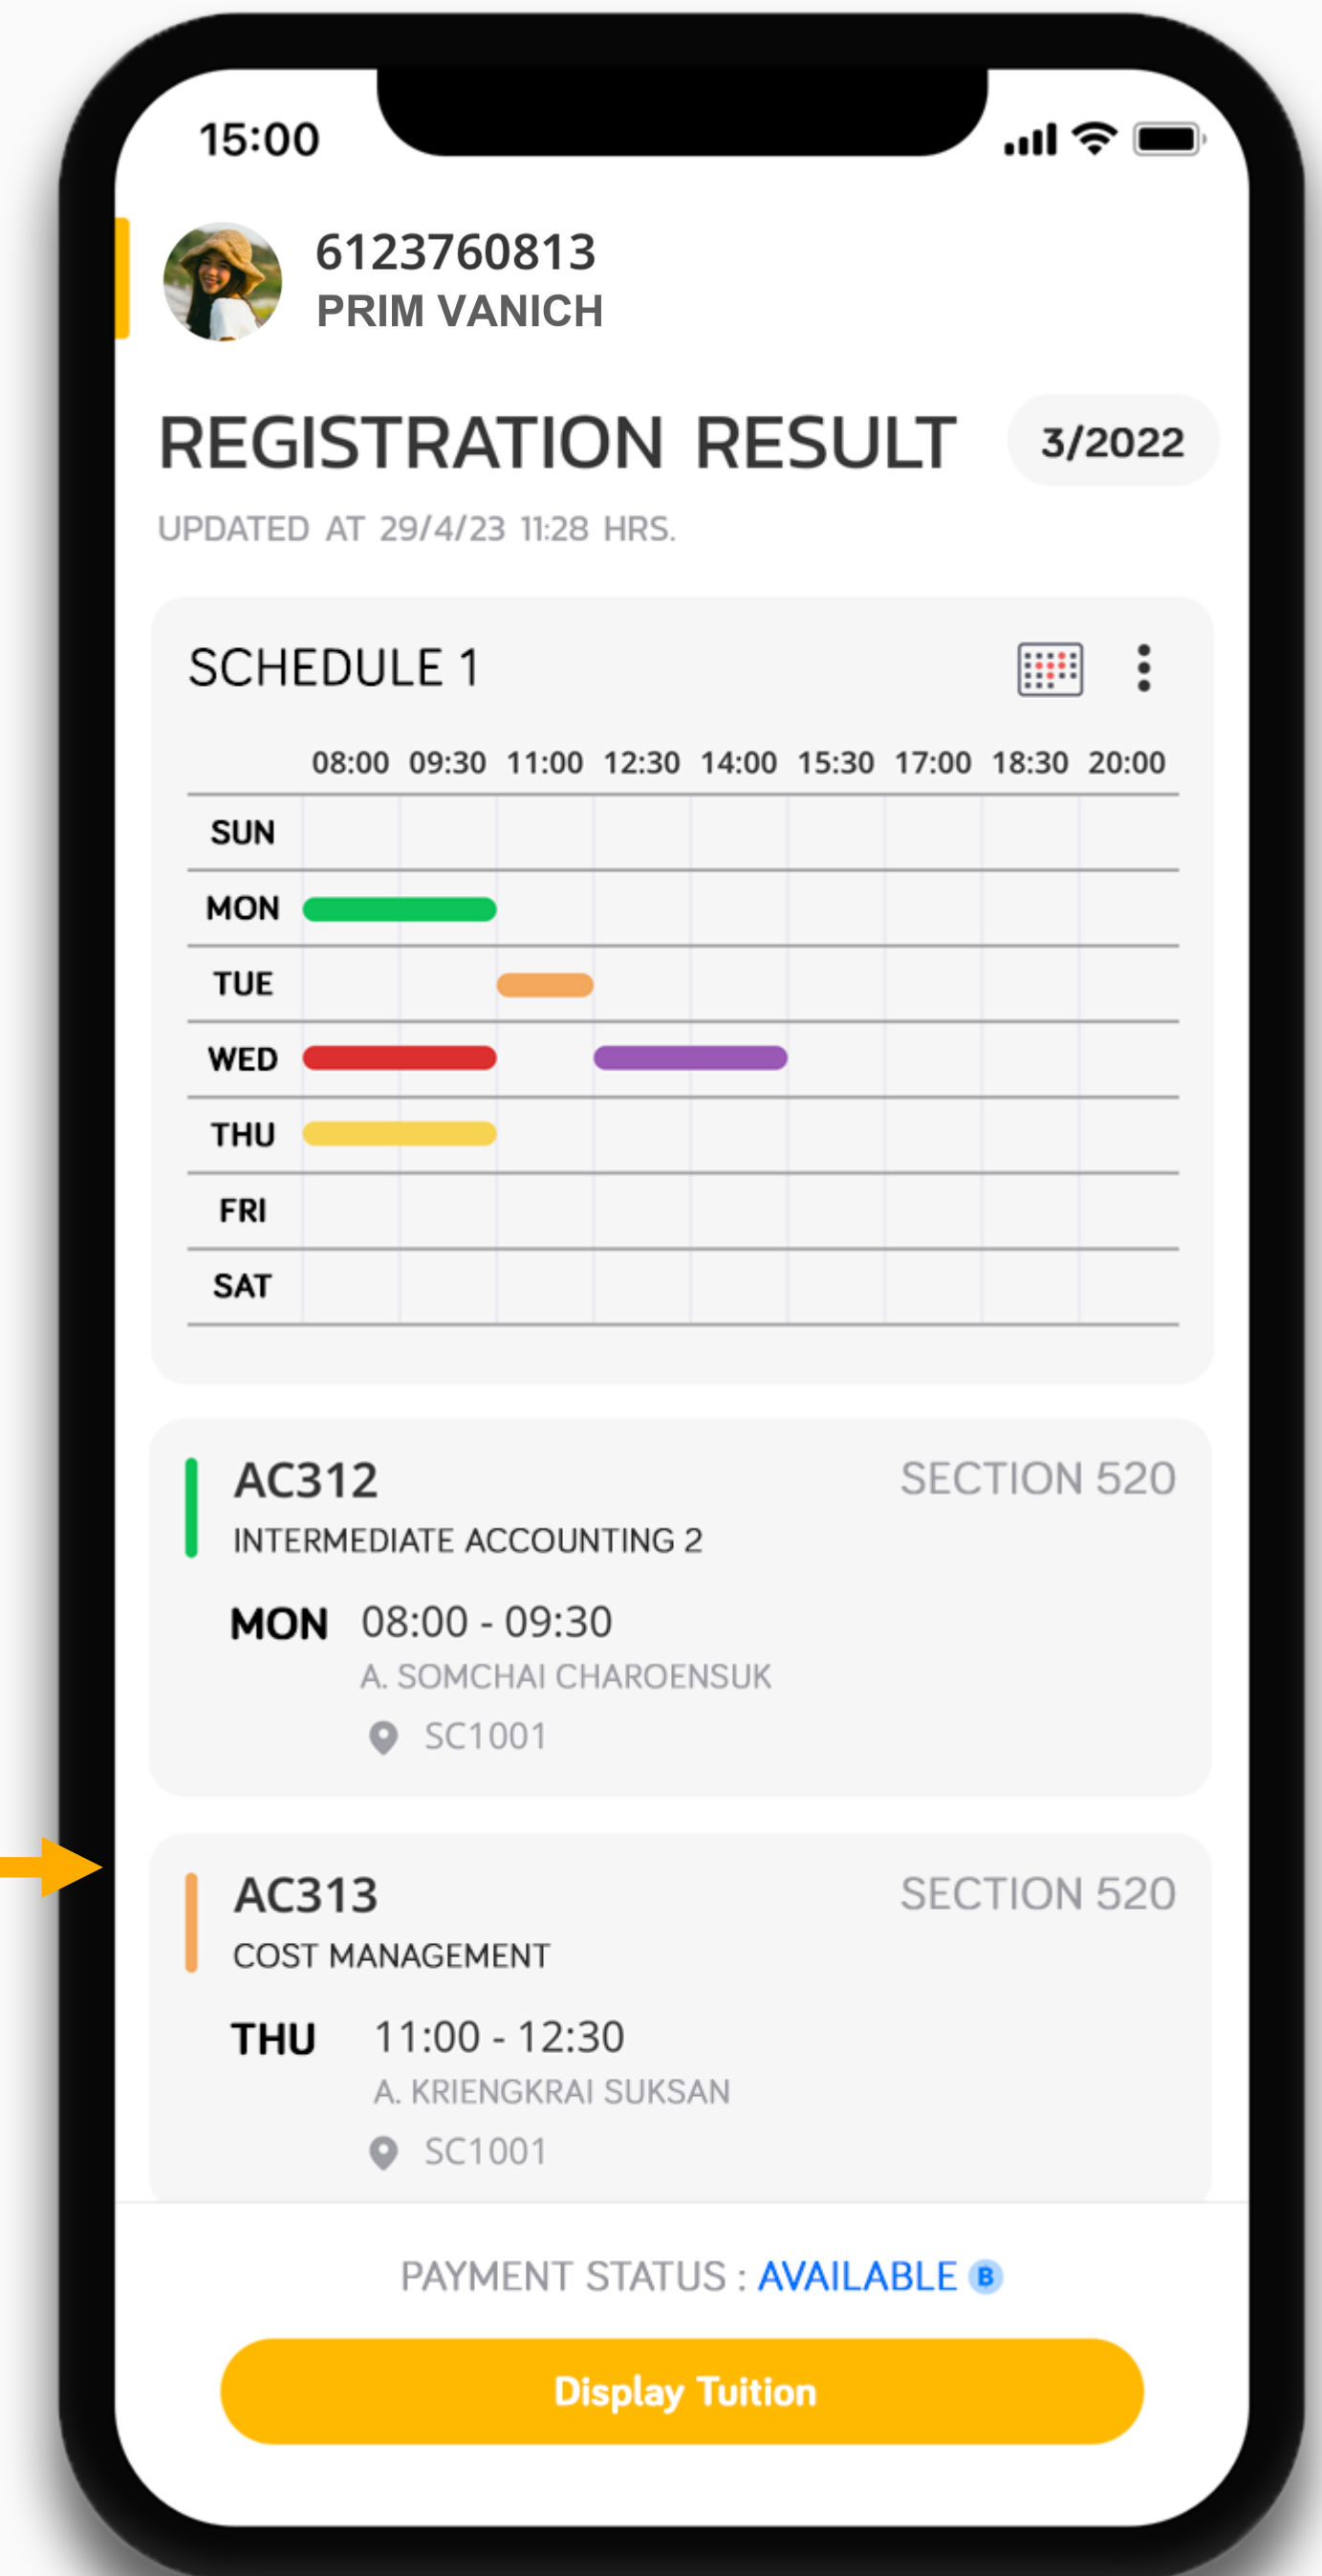 15:00
6123760813
PRIM VANICH
REGISTRATION RESULT 3/2022
UPDATED AT 29/4/23 11:28 HRS.
SCHEDULE 1
08:00 09:30 11:00 12:30 14:00 15:30 17:00 18:30 20:00
SUN
MON
TUE
WED
THU
FRI
SAT
AC312 SECTION 520
INTERMEDIATE ACCOUNTING 2
MON 08:00 - 09:30
A. SOMCHAI CHAROENSUK
SC1001
AC313 SECTION 520
COST MANAGEMENT
THU 11:00 - 12:30
A. KRIENGKRAI SUKSAN
SC1001
PAYMENT STATUS : AVAILABLE B
Display Tuition